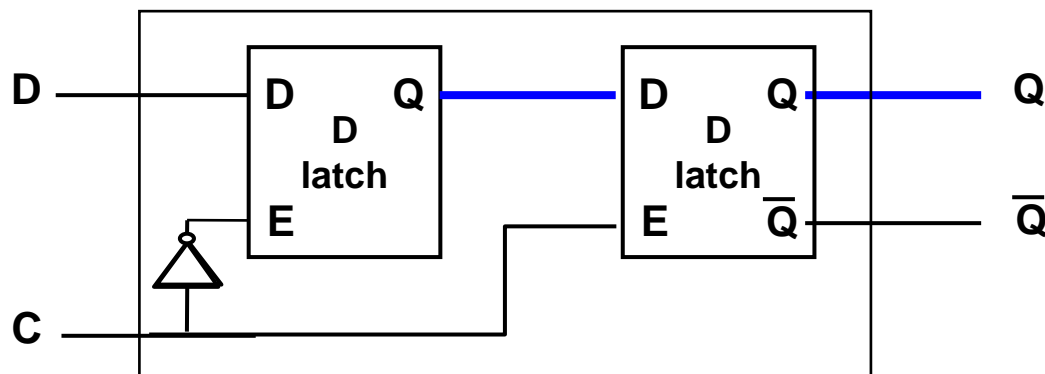 D D Q D Q Q
D D
latch latch
E E Q̅ Q̅
C